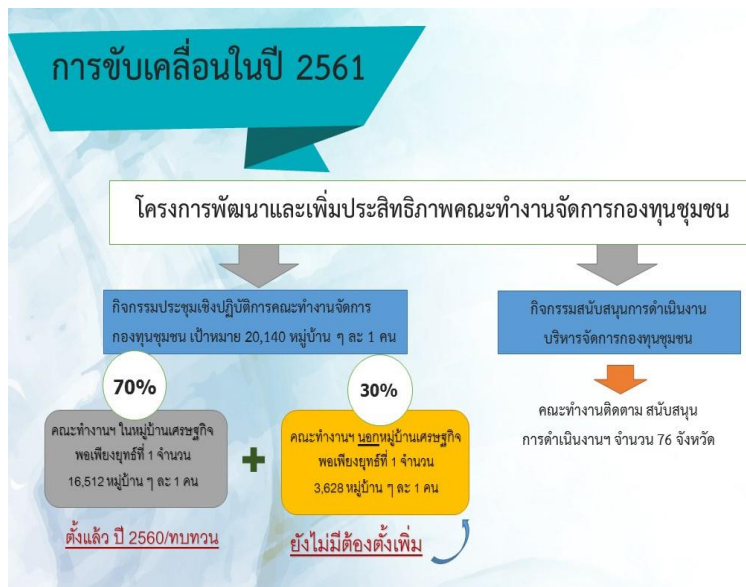 การขับเคลื่อนในปี 2561
โครงการพัฒนาและเพิ่มประสิทธิภาพคณะทำงานจัดการกองทุนชุมชน
กิจกรรมประชุมเชิงปฏิบัติการคณะทำงานจัดการ
กองทุนชุมชน เป้าหมาย 20,140 หมู่บ้าน ๆ ละ 1 คน
70%
คณะทำงานฯ ในหมู่บ้านเศรษฐกิจ
พอเพียงยุทธ์ที่ 1 จำนวน
16,512 หมู่บ้าน ๆ ละ 1 คน
ตั้งแล้ว ปี 2560/ทบทวน
+
30%
คณะทำงานฯ นอกหมู่บ้านเศรษฐกิจ
พอเพียงยุทธ์ที่ 1 จำนวน
3,628 หมู่บ้าน ๆ ละ 1 คน
ยังไม่มีต้องตั้งเพิ่ม
กิจกรรมสนับสนุนการดำเนินงาน
บริหารจัดการกองทุนชุมชน
คณะทำงานติดตาม สนับสนุน
การดำเนินงานฯ จำนวน 76 จังหวัด